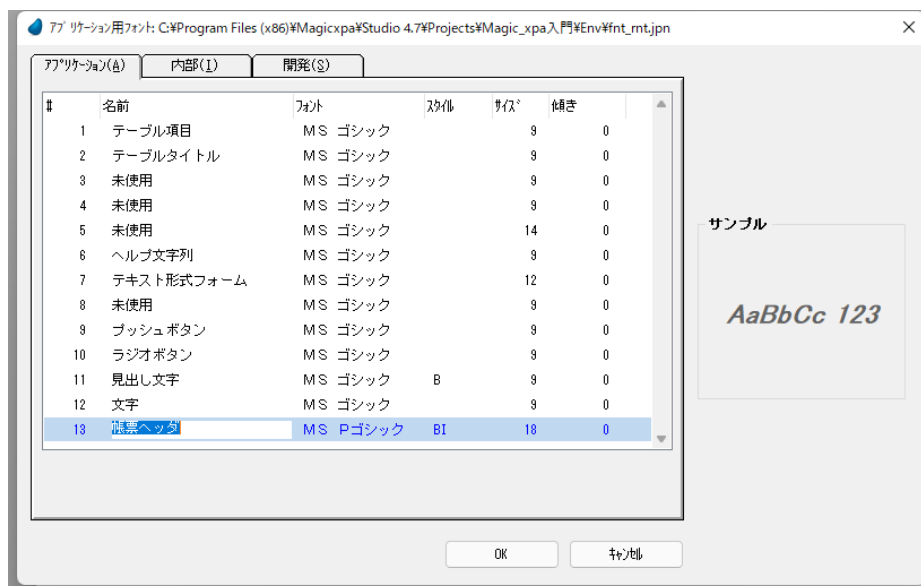 ｱﾌﾟﾘｹｰｼｮﾝ用ﾌｫﾝﾄ: C:¥Program Files (x86)¥Magicxpa¥Studio 4.7¥Projects¥Magic_xpa入門¥Env¥fnt_rnt.jpn
ｱﾌﾟﾘｹｰｼｮﾝ(A) 内部(I) 開発(S)
# 名前 ﾌｫﾝﾄ ｽﾀｲﾙ ｻｲｽﾞ 傾き
1 テーブル項目 ＭＳ ゴシック 9 0
2 テーブルタイトル ＭＳ ゴシック 9 0
3 未使用 ＭＳ ゴシック 9 0
4 未使用 ＭＳ ゴシック 9 0
5 未使用 ＭＳ ゴシック 14 0
6 ヘルプ文字列 ＭＳ ゴシック 9 0
7 テキスト形式フォーム ＭＳ ゴシック 12 0
8 未使用 ＭＳ ゴシック 9 0
9 プッシュボタン ＭＳ ゴシック 9 0
10 ラジオボタン ＭＳ ゴシック 9 0
11 見出し文字 ＭＳ ゴシック B 9 0
12 文字 ＭＳ ゴシック 9 0
13 帳票ヘッダ ＭＳ Ｐゴシック BI 18 0
サンプル
AaBbCc 123
OK ｷｬﾝｾﾙ